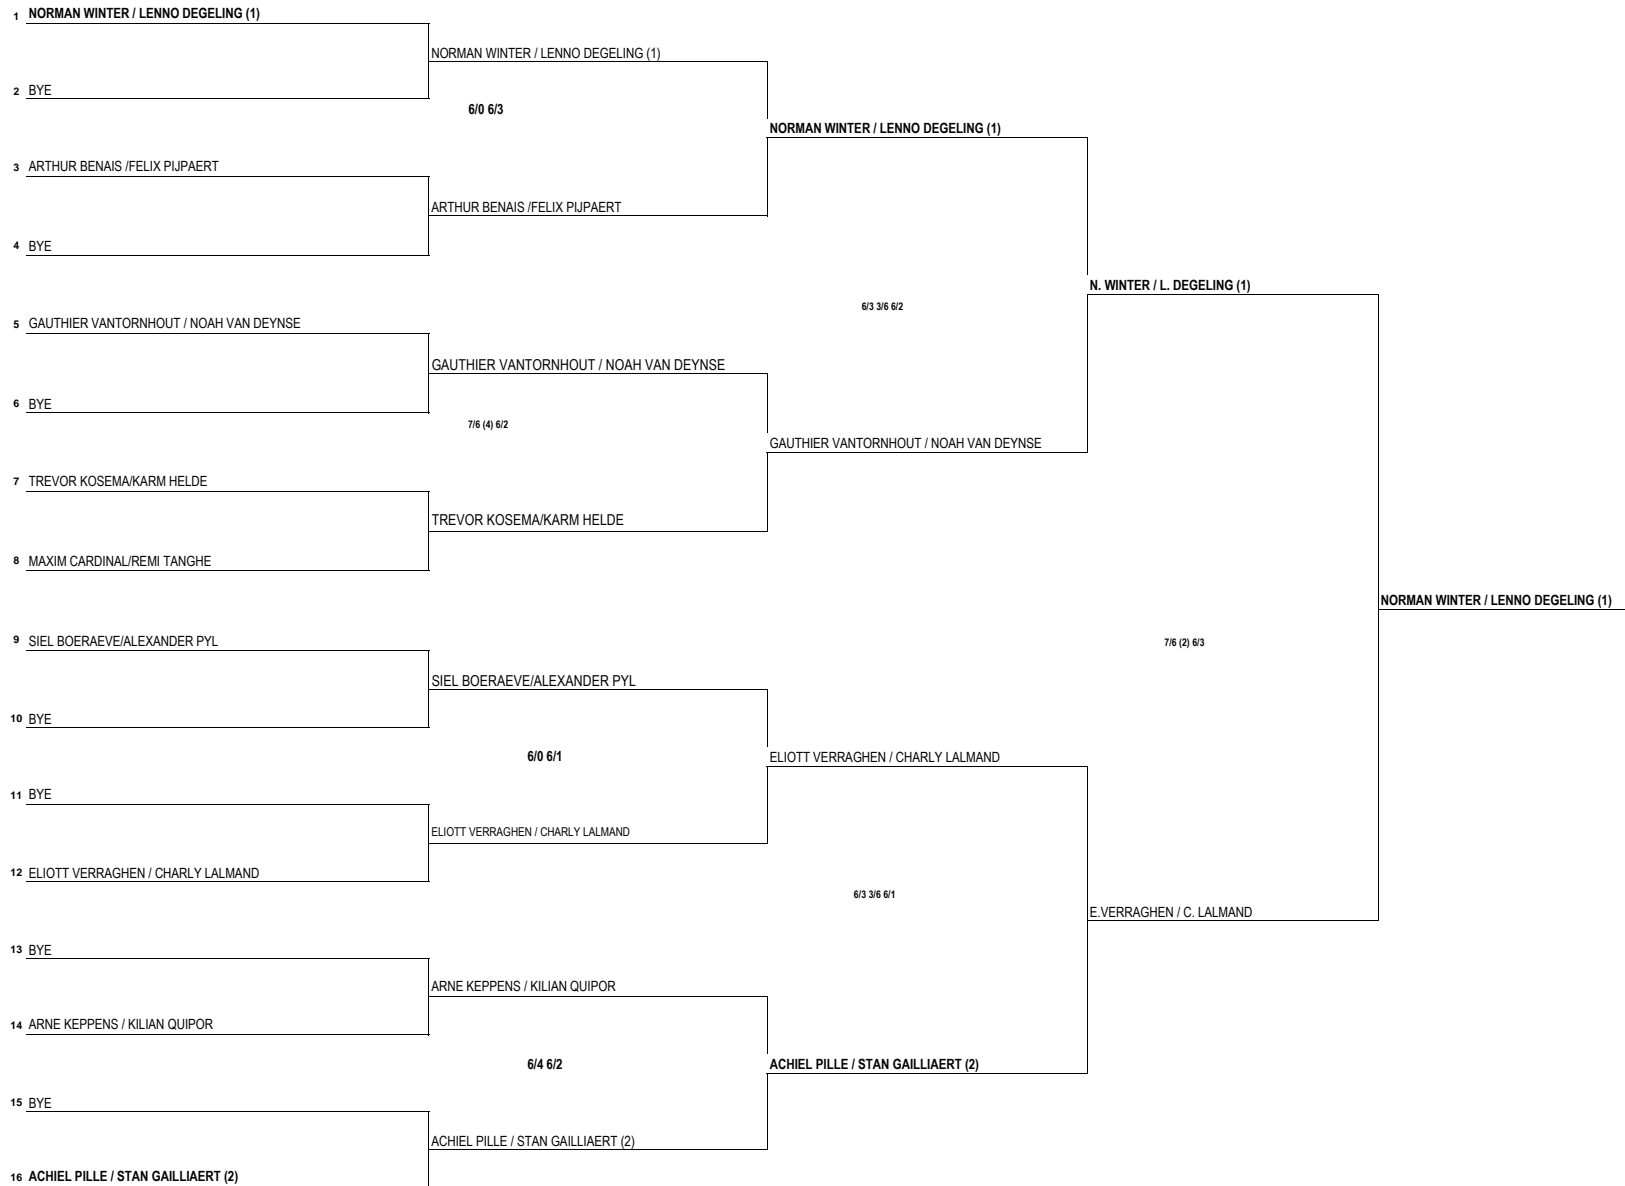 1 NORMAN WINTER / LENNO DEGELING (1)
NORMAN WINTER / LENNO DEGELING (1)
2 BYE
6/0 6/3
NORMAN WINTER / LENNO DEGELING (1)
3 ARTHUR BENAIS /FELIX PIJPAERT
ARTHUR BENAIS /FELIX PIJPAERT
4 BYE
N. WINTER / L. DEGELING (1)
6/3 3/6 6/2
5 GAUTHIER VANTORNHOUT / NOAH VAN DEYNSE
GAUTHIER VANTORNHOUT / NOAH VAN DEYNSE
6 BYE
7/6 (4) 6/2
GAUTHIER VANTORNHOUT / NOAH VAN DEYNSE
7 TREVOR KOSEMA/KARM HELDE
TREVOR KOSEMA/KARM HELDE
8 MAXIM CARDINAL/REMI TANGHE
NORMAN WINTER / LENNO DEGELING (1)
9 SIEL BOERAEVE/ALEXANDER PYL
7/6 (2) 6/3
SIEL BOERAEVE/ALEXANDER PYL
10 BYE
6/0 6/1
ELIOTT VERRAGHEN / CHARLY LALMAND
11 BYE
ELIOTT VERRAGHEN / CHARLY LALMAND
12 ELIOTT VERRAGHEN / CHARLY LALMAND
6/3 3/6 6/1
E.VERRAGHEN / C. LALMAND
13 BYE
ARNE KEPPENS / KILIAN QUIPOR
14 ARNE KEPPENS / KILIAN QUIPOR
6/4 6/2
ACHIEL PILLE / STAN GAILLIAERT (2)
15 BYE
ACHIEL PILLE / STAN GAILLIAERT (2)
16 ACHIEL PILLE / STAN GAILLIAERT (2)